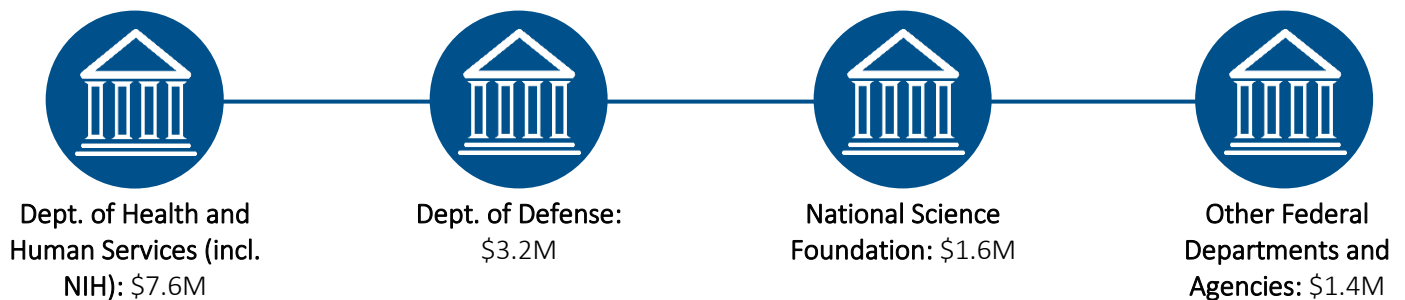 Dept. of Health and
Human Services (incl.
NIH): $7.6M
Dept. of Defense:
$3.2M
National Science
Foundation: $1.6M
Other Federal
Departments and
Agencies: $1.4M